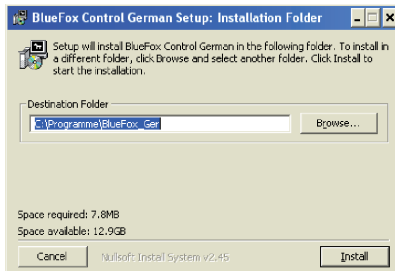 BlueFox Control German Setup: Installation Folder
Setup will install BlueFox Control German in the following folder. To install in
a different folder, click Browse and select another folder. Click Install to
start the installation.
Destination Folder
C:\Programme\BlueFox_Ger
Browse...
Space required: 7.8MB
Space available: 12.9GB
Cancel
Nullsoft Install System v2.45
Install